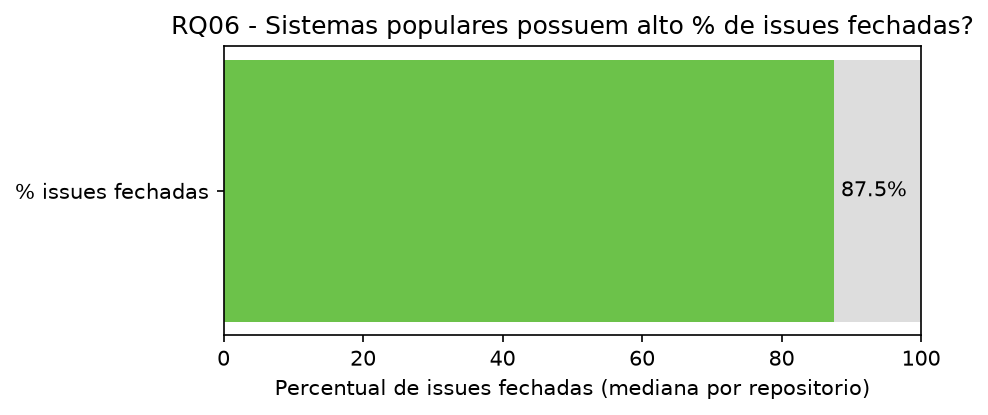 RQ06 - Sistemas populares possuem alto % de issues fechadas?
% issues fechadas
87.5%
0 20 40 60 80 100
Percentual de issues fechadas (mediana por repositorio)